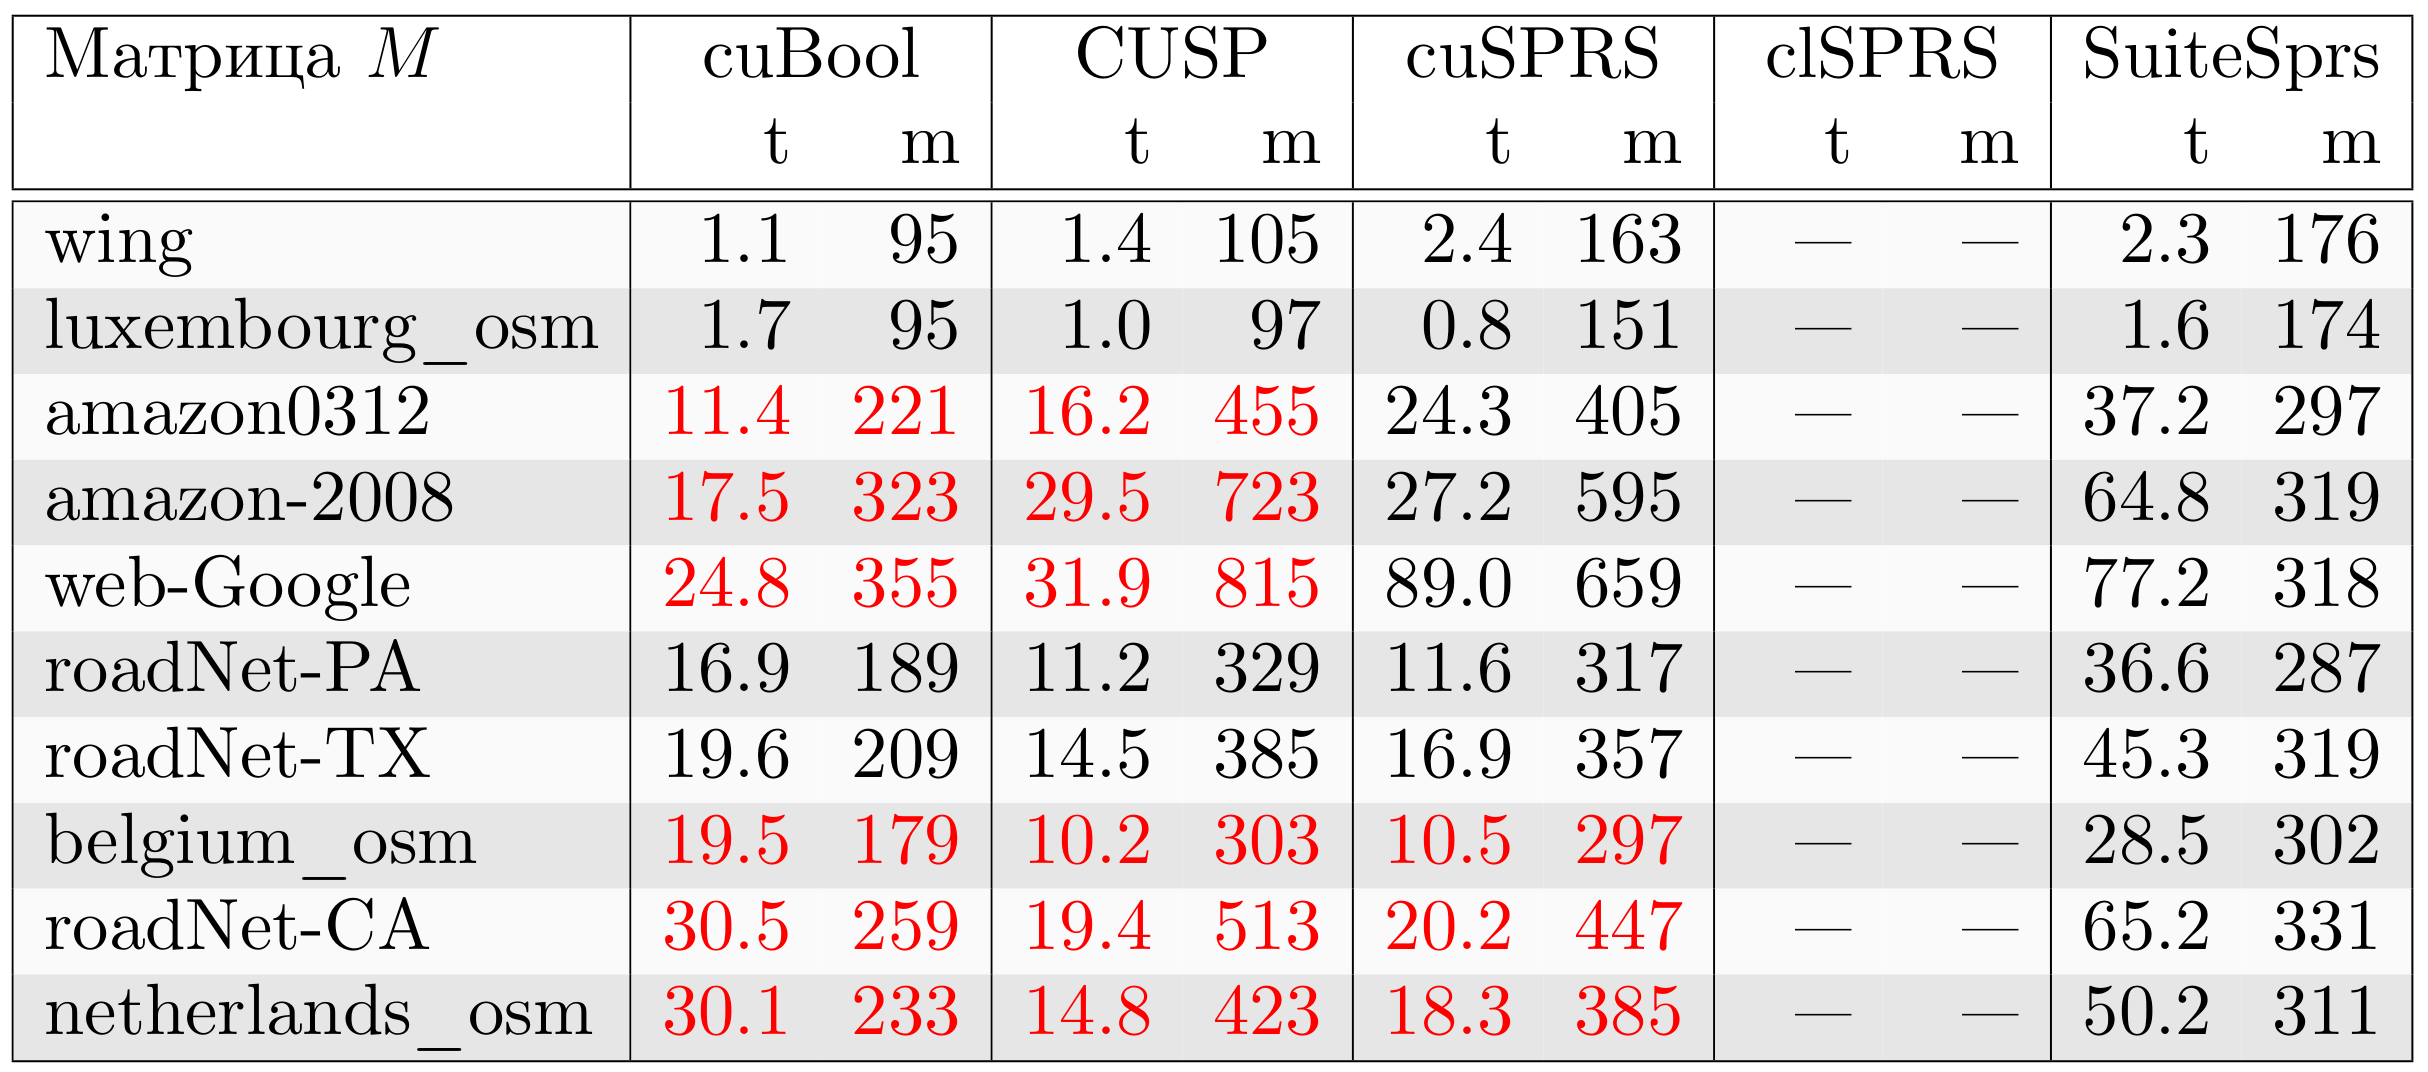 Матрица M cuBool CUSP cuSPRS clSPRS SuiteSprs
t m t m t m t m t m
wing 1.1 95 1.4 105 2.4 163 — — 2.3 176
luxembourg_osm 1.7 95 1.0 97 0.8 151 — — 1.6 174
amazon0312 11.4 221 16.2 455 24.3 405 — — 37.2 297
amazon-2008 17.5 323 29.5 723 27.2 595 — — 64.8 319
web-Google 24.8 355 31.9 815 89.0 659 — — 77.2 318
roadNet-PA 16.9 189 11.2 329 11.6 317 — — 36.6 287
roadNet-TX 19.6 209 14.5 385 16.9 357 — — 45.3 319
belgium_osm 19.5 179 10.2 303 10.5 297 — — 28.5 302
roadNet-CA 30.5 259 19.4 513 20.2 447 — — 65.2 331
netherlands_osm 30.1 233 14.8 423 18.3 385 — — 50.2 311